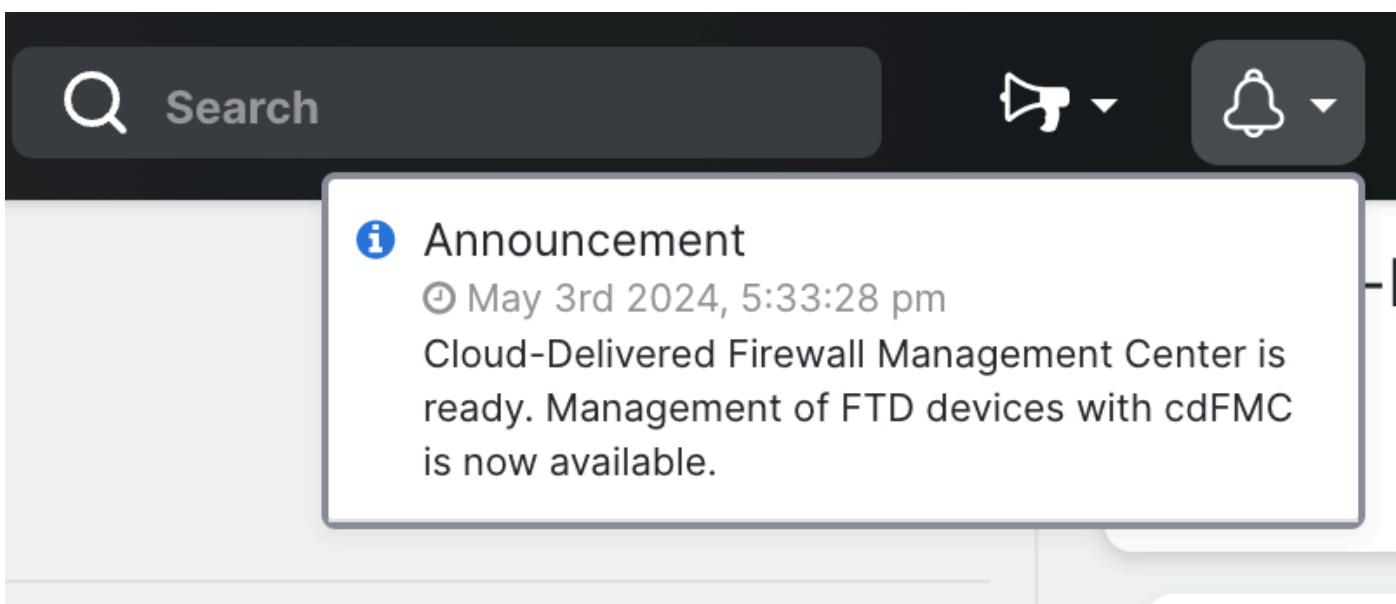 Search
Announcement
May 3rd 2024, 5:33:28 pm
Cloud-Delivered Firewall Management Center is
ready. Management of FTD devices with cdFMC
is now available.